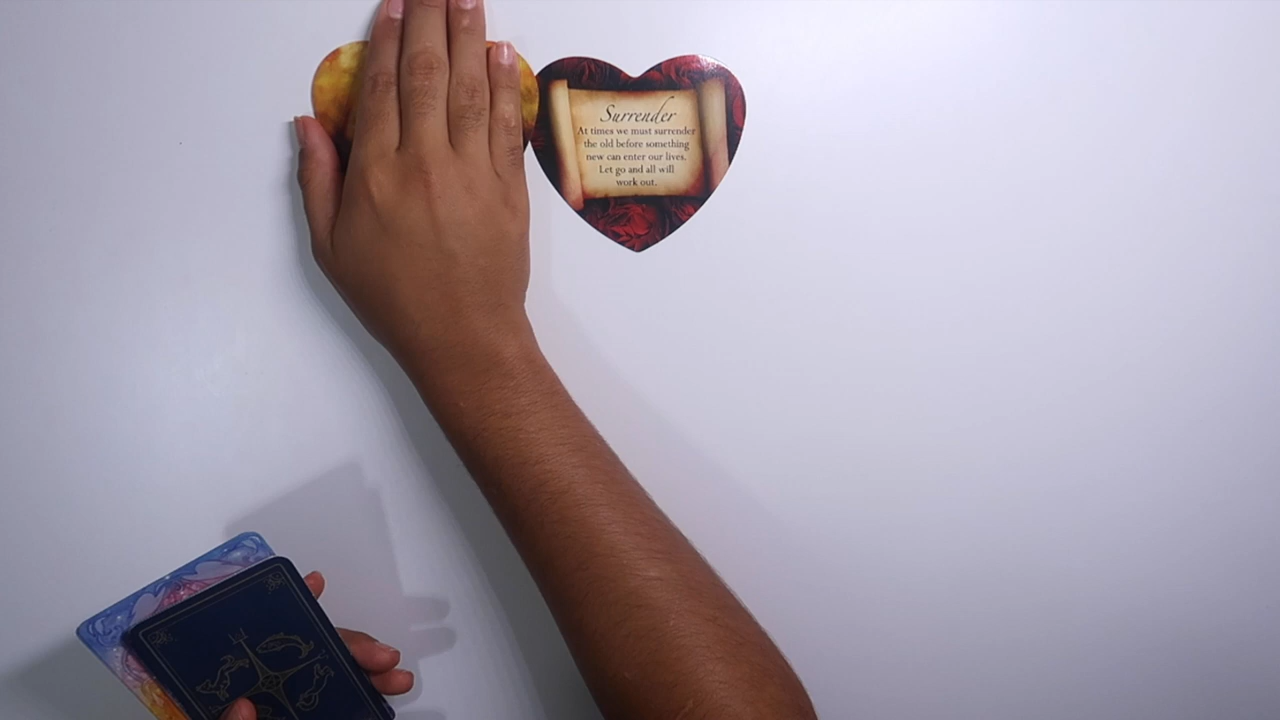 Surrender
At times we must surrender
the old before something
new can enter our lives.
Let go and all will
work out.